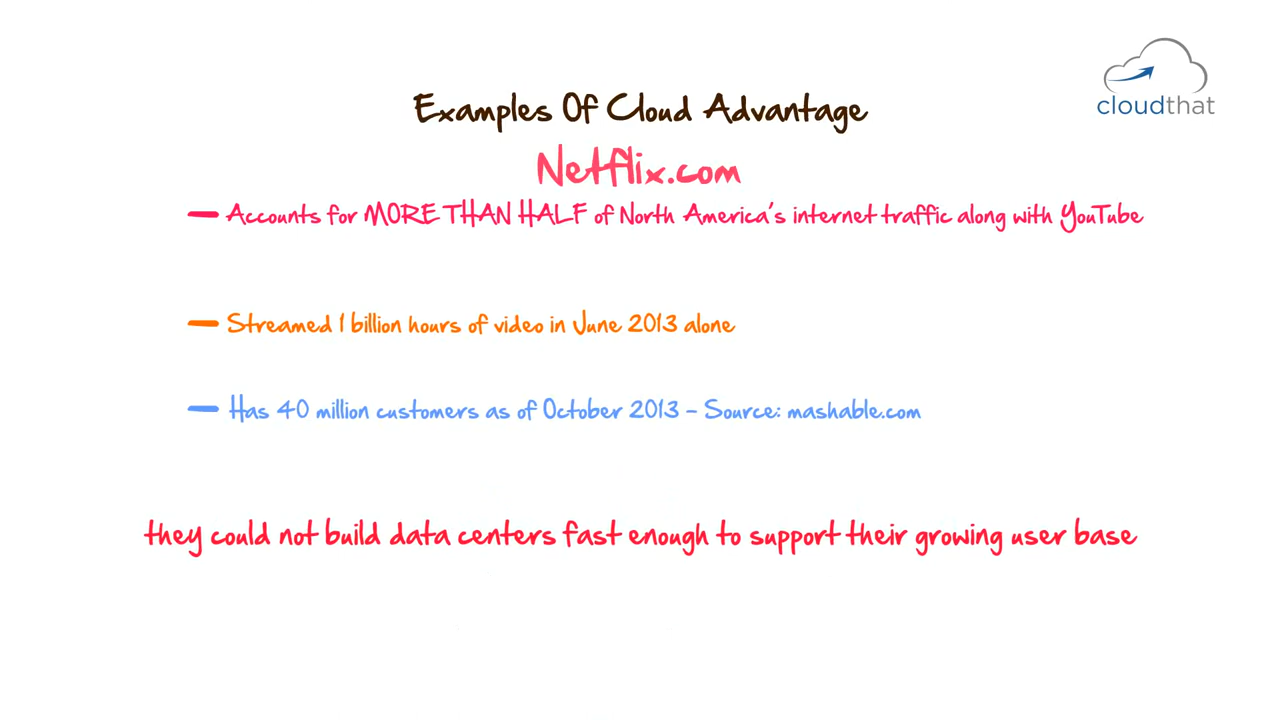 cloudthat
Examples Of Cloud Advantage
Netflix.com
Accounts for MORE THAN HALF of North America's internet traffic along with YouTube
Streamed 1 billion hours of video in June 2013 alone
Has 40 million customers as of October 2013 - Source: mashable.com
they could not build data centers fast enough to support their growing user base